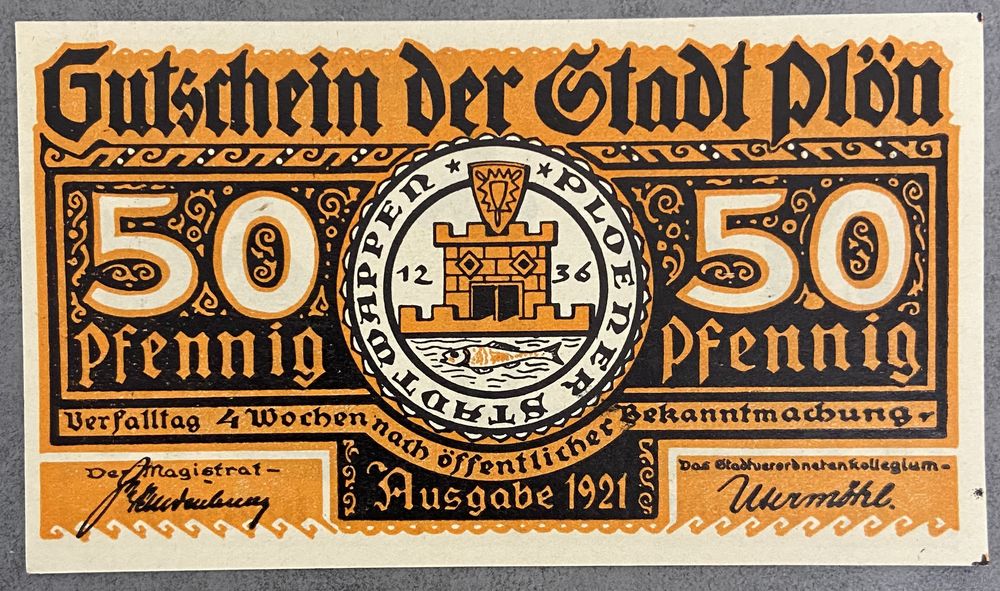 Gutschein der Stadt Plön
50 Pfennig
50 Pfennig
PLOENER STADTWAPPEN
12 36
Verfalltag 4 Wochen nach öffentlicher Bekanntmachung.
Der Magistrat-
Ausgabe 1921
Das Stadtverordnetenkollegium-